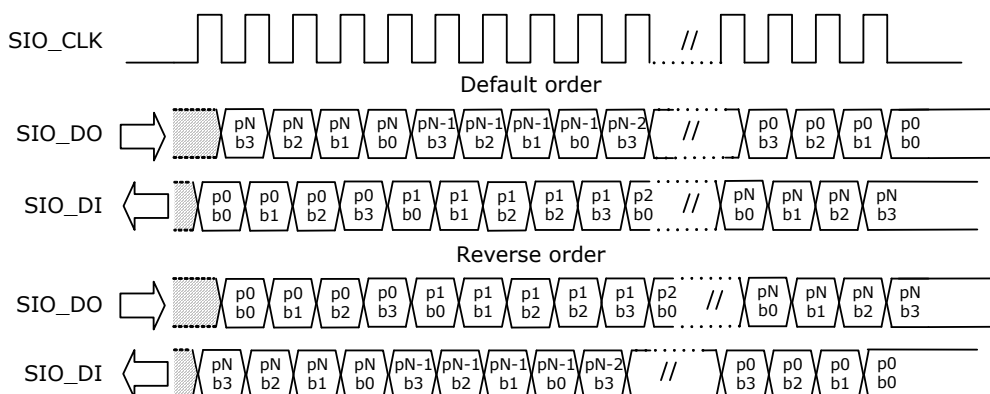 SIO_CLK //
Default order
SIO_DO pN pN pN pN pN-1 pN-1 pN-1 pN-1 pN-2 // p0 p0 p0 p0
b3 b2 b1 b0 b3 b2 b1 b0 b3 b3 b2 b1 b0
SIO_DI p0 p0 p0 p0 p1 p1 p1 p1 p1 p2 // pN pN pN pN
b0 b1 b2 b3 b0 b1 b2 b2 b3 b0 b0 b1 b2 b3
Reverse order
SIO_DO p0 p0 p0 p0 p1 p1 p1 p1 p1 p2 // pN pN pN pN
b0 b1 b2 b3 b0 b1 b2 b2 b3 b0 b0 b1 b2 b3
SIO_DI pN pN pN pN pN-1 pN-1 pN-1 pN-1 pN-2 // p0 p0 p0 p0
b3 b2 b1 b0 b3 b2 b1 b0 b3 b3 b2 b1 b0